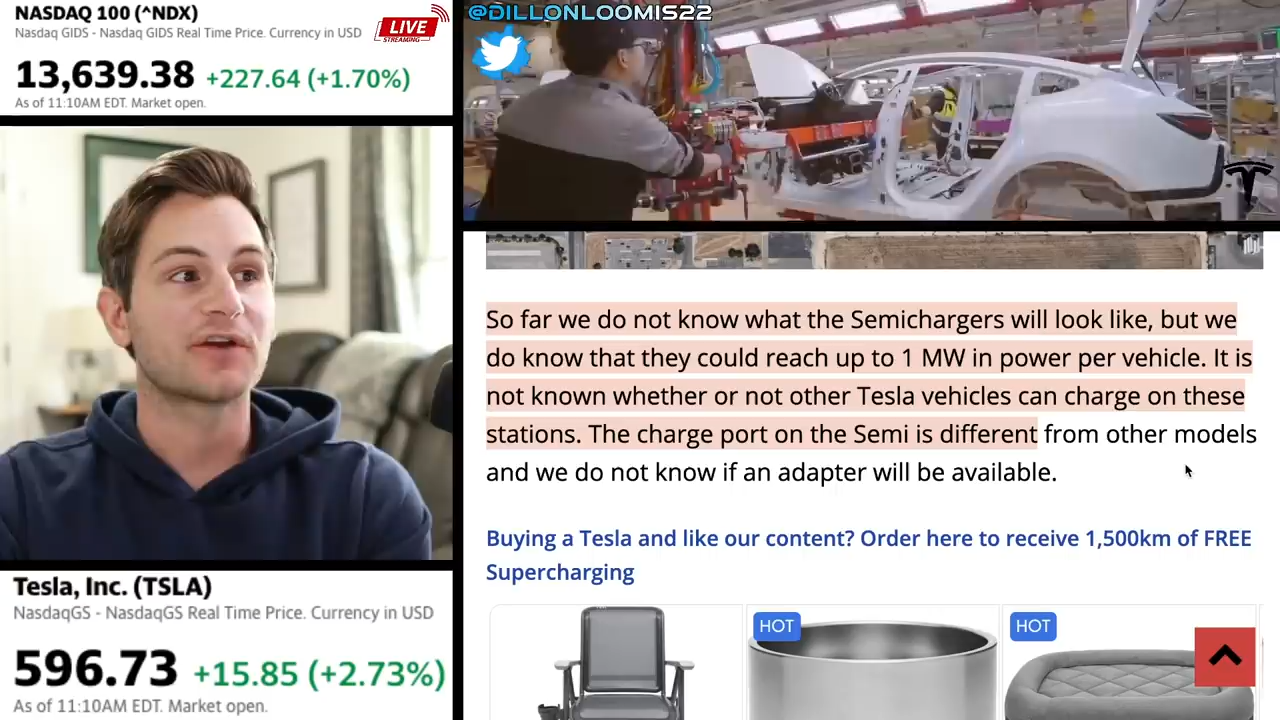 NASDAQ 100 (^NDX)
Nasdaq GIDS - Nasdaq GIDS Real Time Price. Currency in USD
LIVE
STREAMING
13,639.38 +227.64 (+1.70%)
As of 11:10AM EDT. Market open.
@DILLONLOOMIS22
So far we do not know what the Semichargers will look like, but we
do know that they could reach up to 1 MW in power per vehicle. It is
not known whether or not other Tesla vehicles can charge on these
stations. The charge port on the Semi is different from other models
and we do not know if an adapter will be available.
Buying a Tesla and like our content? Order here to receive 1,500km of FREE
Supercharging
HOT
HOT
Tesla, Inc. (TSLA)
NasdaqGS - NasdaqGS Real Time Price. Currency in USD
596.73 +15.85 (+2.73%)
As of 11:10AM EDT. Market open.